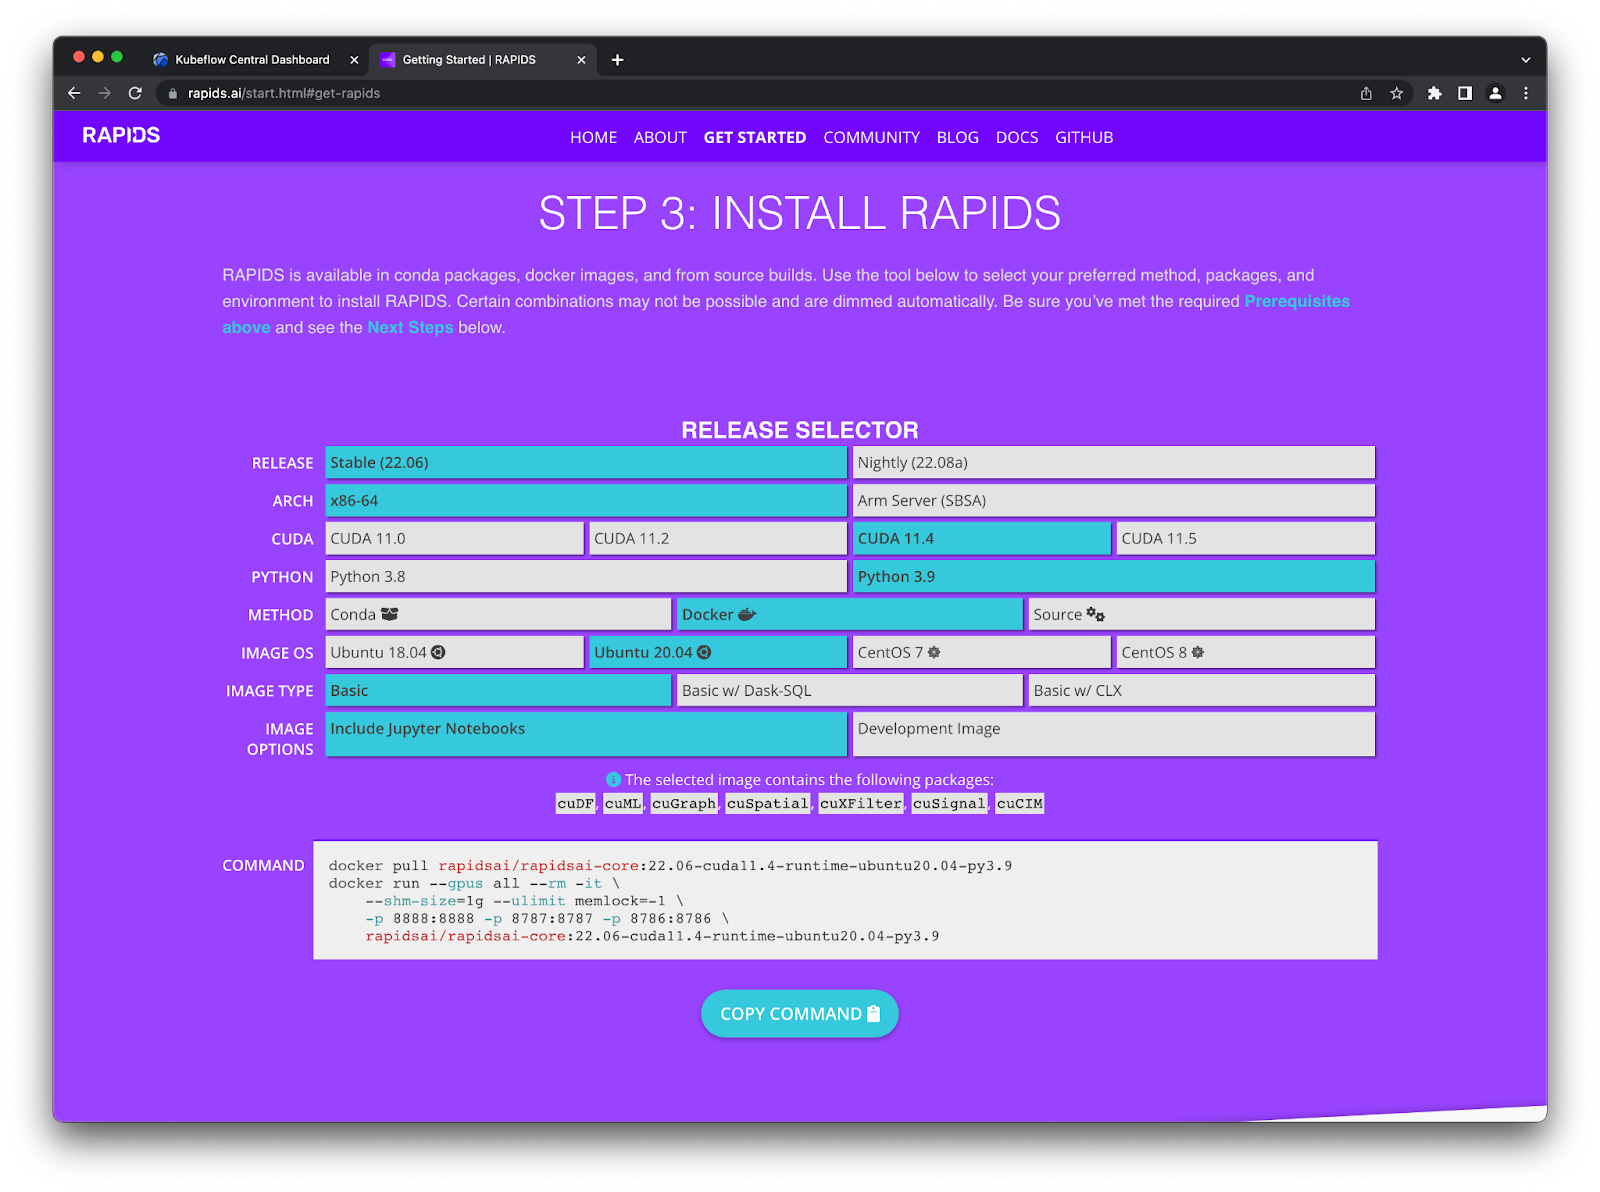 Kubeflow Central Dashboard
Getting Started | RAPIDS
rapids.ai/start.html#get-rapids
RAPIDS
HOME ABOUT GET STARTED COMMUNITY BLOG DOCS GITHUB
STEP 3: INSTALL RAPIDS
RAPIDS is available in conda packages, docker images, and from source builds. Use the tool below to select your preferred method, packages, and
environment to install RAPIDS. Certain combinations may not be possible and are dimmed automatically. Be sure you've met the required Prerequisites
above and see the Next Steps below.
RELEASE SELECTOR
RELEASE Stable (22.06) Nightly (22.08a)
ARCH x86-64 Arm Server (SBSA)
CUDA CUDA 11.0 CUDA 11.2 CUDA 11.4 CUDA 11.5
PYTHON Python 3.8 Python 3.9
METHOD Conda Docker Source
IMAGE OS Ubuntu 18.04 Ubuntu 20.04 CentOS 7 CentOS 8
IMAGE TYPE Basic Basic w/ Dask-SQL Basic w/ CLX
IMAGE OPTIONS Include Jupyter Notebooks Development Image
The selected image contains the following packages:
cuDF, cuML, cuGraph, cuSpatial, cuXFilter, cuSignal, cuCIM
COMMAND
docker pull rapidsai/rapidsai-core:22.06-cuda11.4-runtime-ubuntu20.04-py3.9
docker run --gpus all --rm -it \
--shm-size=1g --ulimit memlock=-1 \
-p 8888:8888 -p 8787:8787 -p 8786:8786 \
rapidsai/rapidsai-core:22.06-cuda11.4-runtime-ubuntu20.04-py3.9
COPY COMMAND